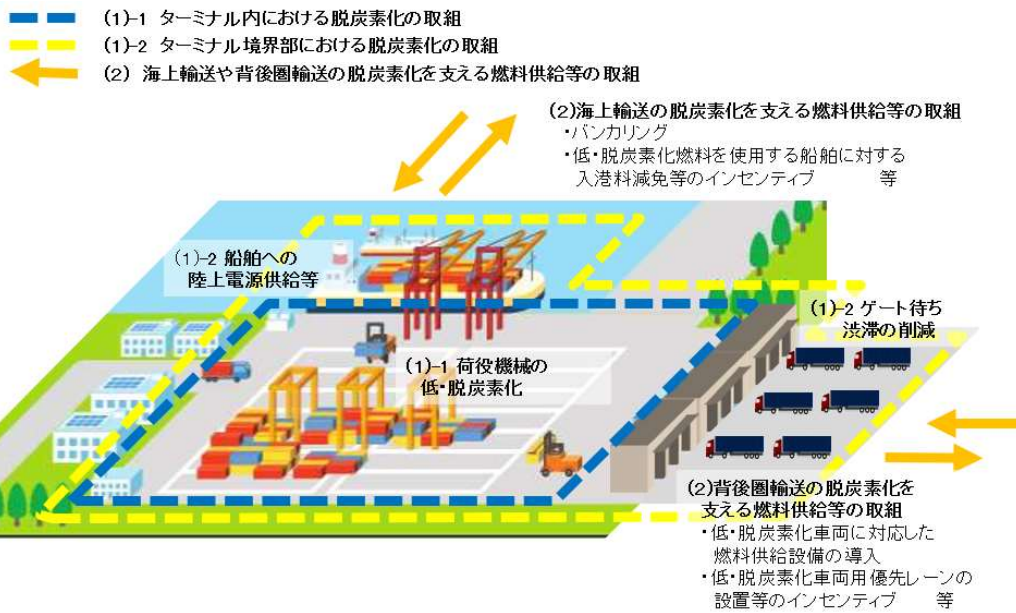 (1)-1 ターミナル内における脱炭素化の取組
(1)-2 ターミナル境界部における脱炭素化の取組
(2) 海上輸送や背後圏輸送の脱炭素化を支える燃料供給等の取組
(2)海上輸送の脱炭素化を支える燃料供給等の取組
・バンカリング
・低・脱炭素化燃料を使用する船舶に対する
入港料減免等のインセンティブ 等
(1)-2 船舶への
陸上電源供給等
(1)-2 ゲート待ち
渋滞の削減
(1)-1 荷役機械の
低・脱炭素化
(2)背後圏輸送の脱炭素化を
支える燃料供給等の取組
・低・脱炭素化車両に対応した
燃料供給設備の導入
・低・脱炭素化車両用優先レーンの
設置等のインセンティブ 等